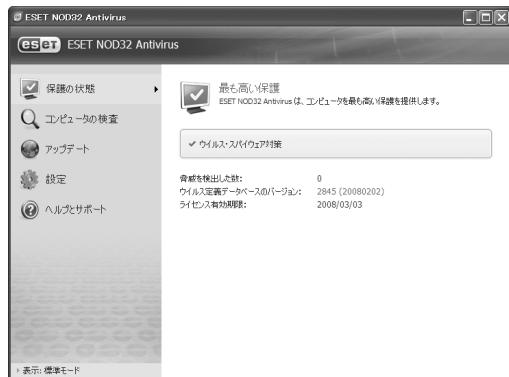 ESET NOD32 Antivirus
eset ESET NOD32 Antivirus
保護の状態
コンピュータの検査
アップデート
設定
ヘルプとサポート
最も高い保護
ESET NOD32 Antivirus は、コンピュータを最も高い保護を提供します。
ウイルス・スパイウェア対策
脅威を検出した数: 0
ウイルス定義データベースのバージョン: 2845 (20080202)
ライセンス有効期限: 2008/03/03
表示: 標準モード